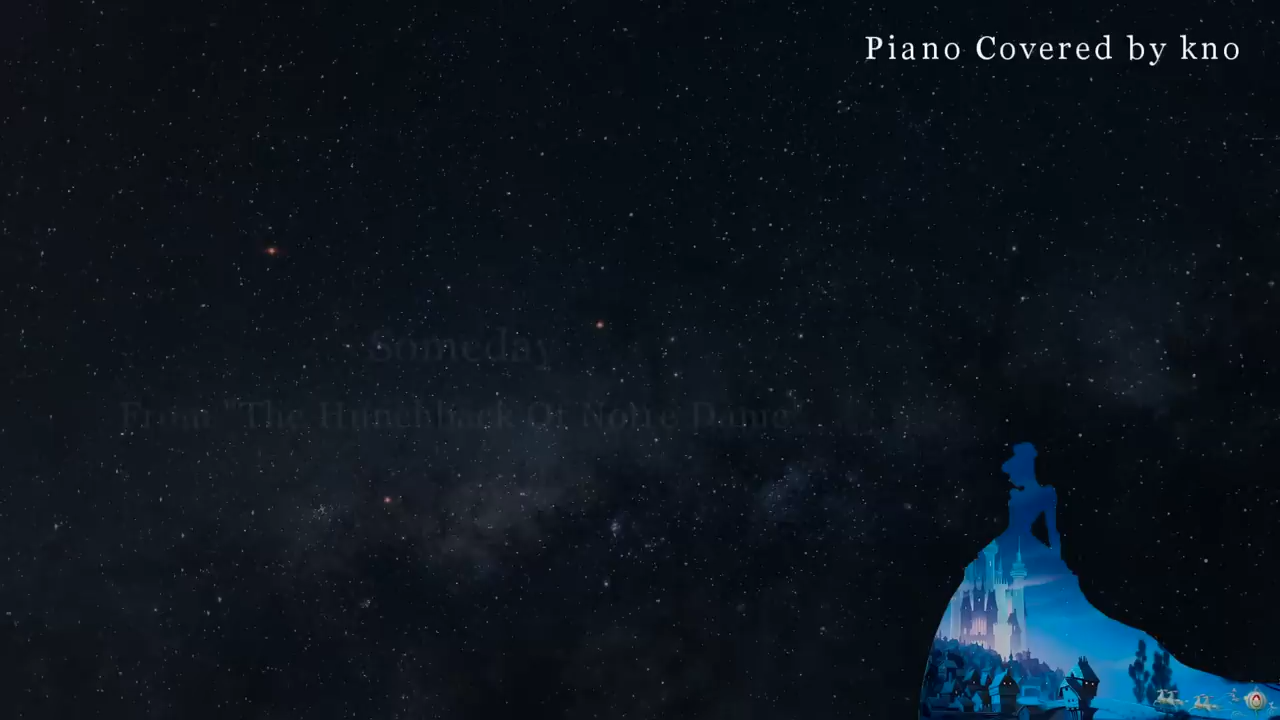 Piano Covered by kno
Someday
From "The Hunchback Of Notre Dame"